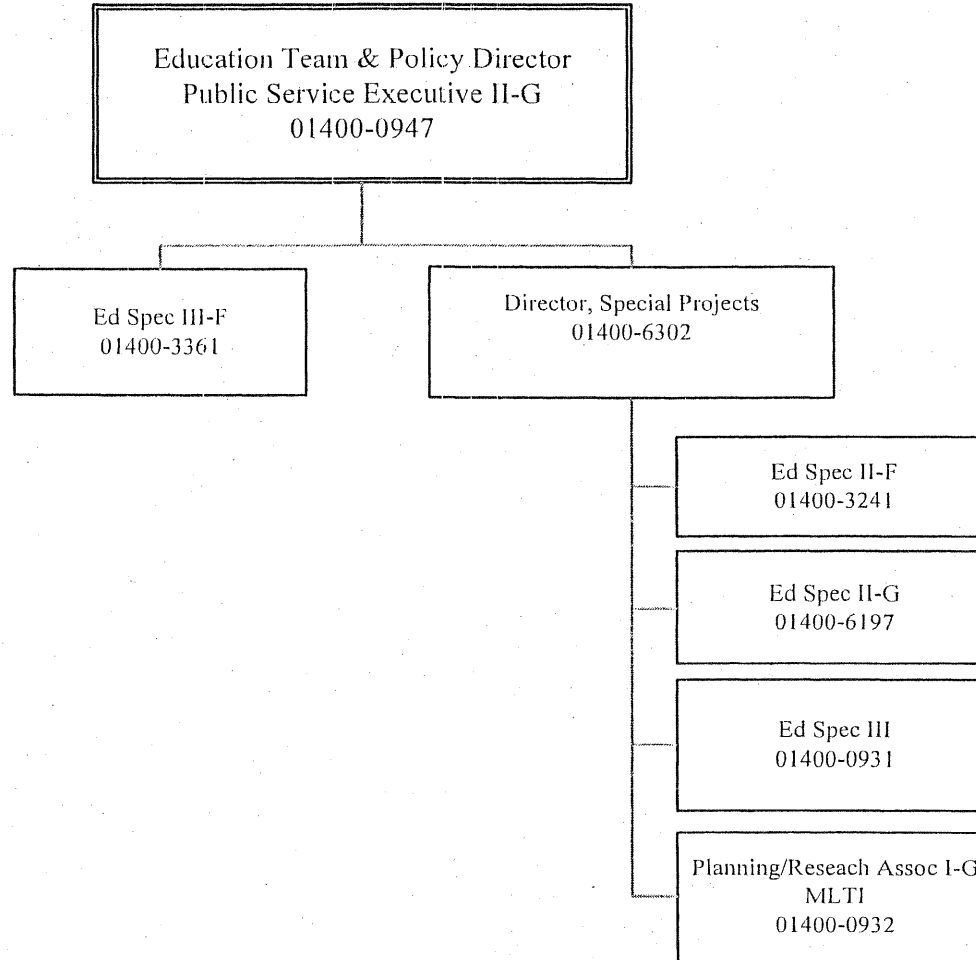 Education Team & Policy Director
Public Service Executive II-G
01400-0947
Ed Spec III-F
01400-3361
Director, Special Projects
01400-6302
Ed Spec II-F
01400-3241
Ed Spec II-G
01400-6197
Ed Spec III
01400-0931
Planning/Reseach Assoc I-G
MLTI
01400-0932